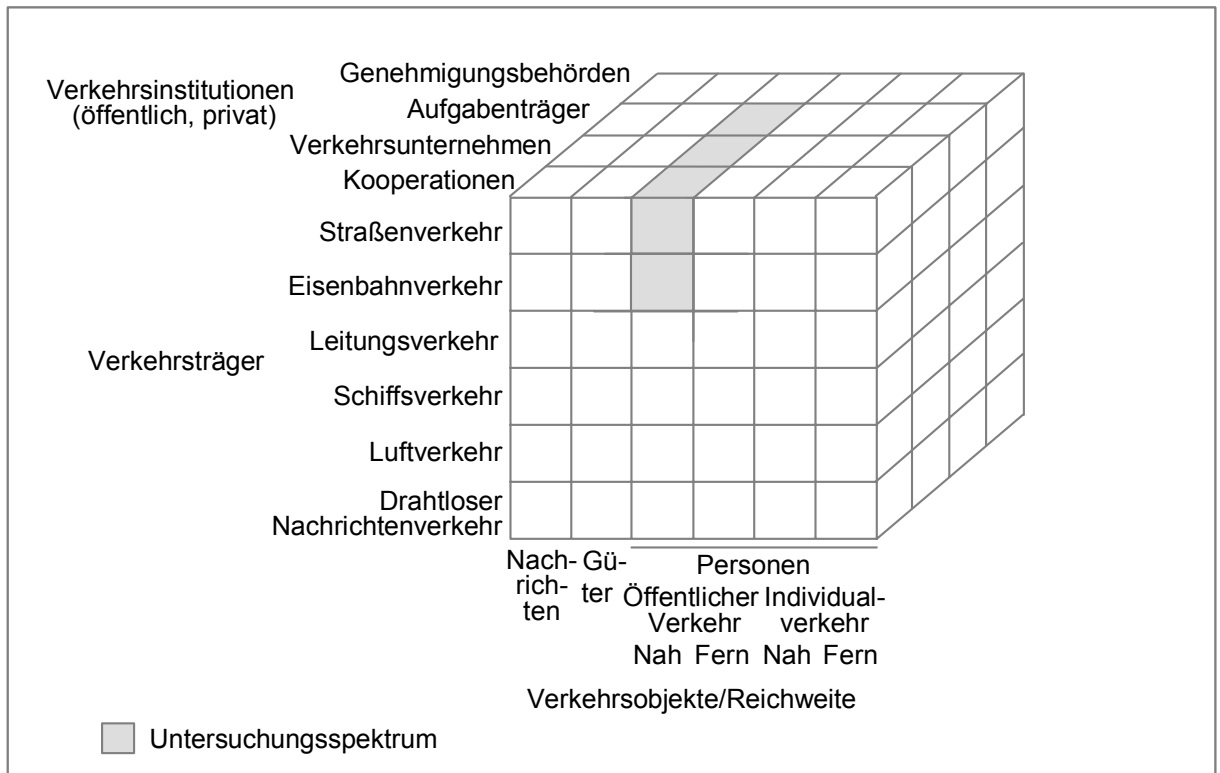 Genehmigungsbehörden
Verkehrsinstitutionen
(öffentlich, privat)
Aufgabenträger
Verkehrsunternehmen
Kooperationen
Straßenverkehr
Eisenbahnverkehr
Leitungsverkehr
Verkehrsträger
Schiffsverkehr
Luftverkehr
Drahtloser
Nachrichtenverkehr
Nach-
rich-
ten
Gü-
ter
Personen
Öffentlicher
Verkehr
Individual-
verkehr
Nah Fern Nah Fern
Verkehrsobjekte/Reichweite
Untersuchungsspektrum